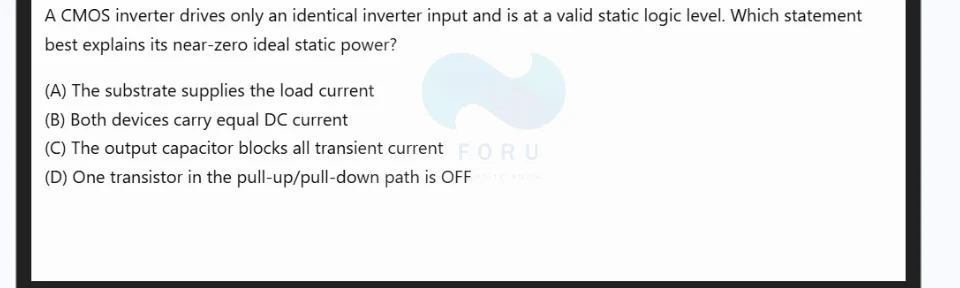 A CMOS inverter drives only an identical inverter input and is at a valid static logic level. Which statement
best explains its near-zero ideal static power?
(A) The substrate supplies the load current
(B) Both devices carry equal DC current
(C) The output capacitor blocks all transient current
FORU
(D) One transistor in the pull-up/pull-down path is OFF